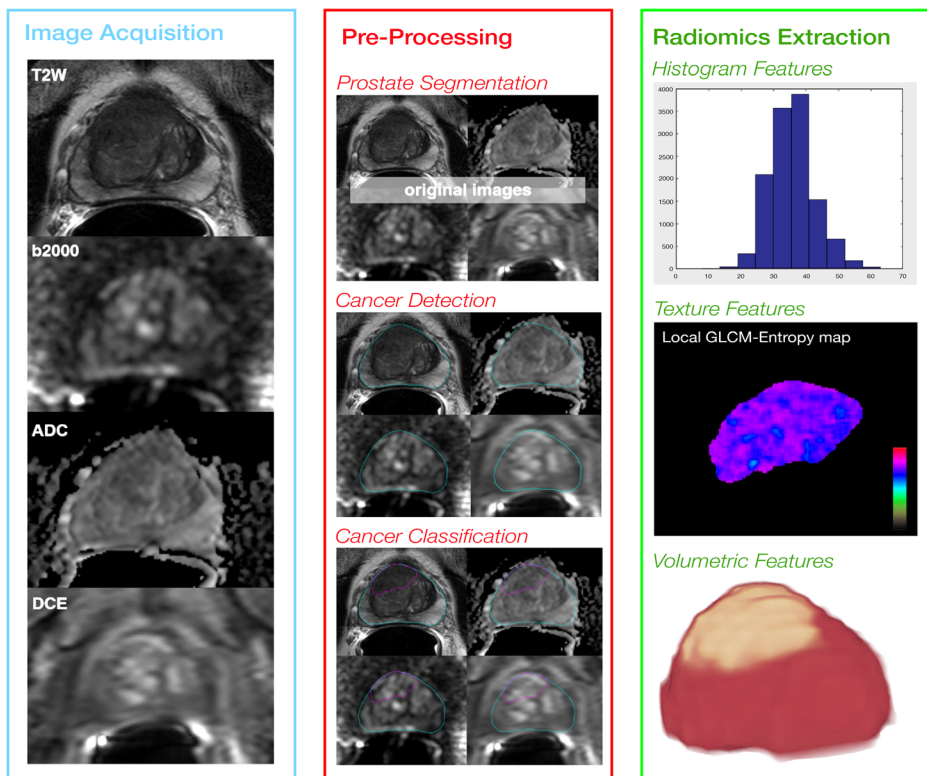 Image Acquisition
T2W
b2000
ADC
DCE
Pre-Processing
Prostate Segmentation
original images
Cancer Detection
Cancer Classification
Radiomics Extraction
Histogram Features
4000
3500
3000
2500
2000
1500
1000
500
0
0 10 20 30 40 50 60 70
Texture Features
Local GLCM-Entropy map
Volumetric Features